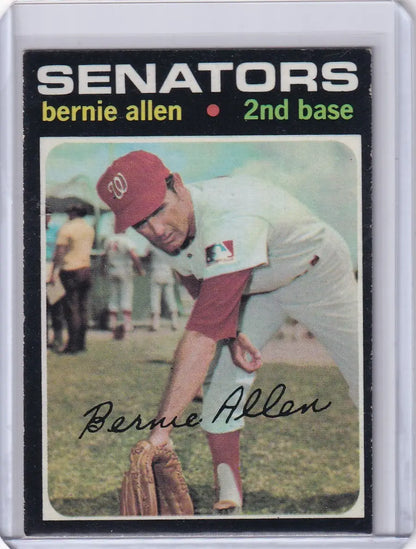 SENATORS
bernie allen • 2nd base
W
Bernie Allen